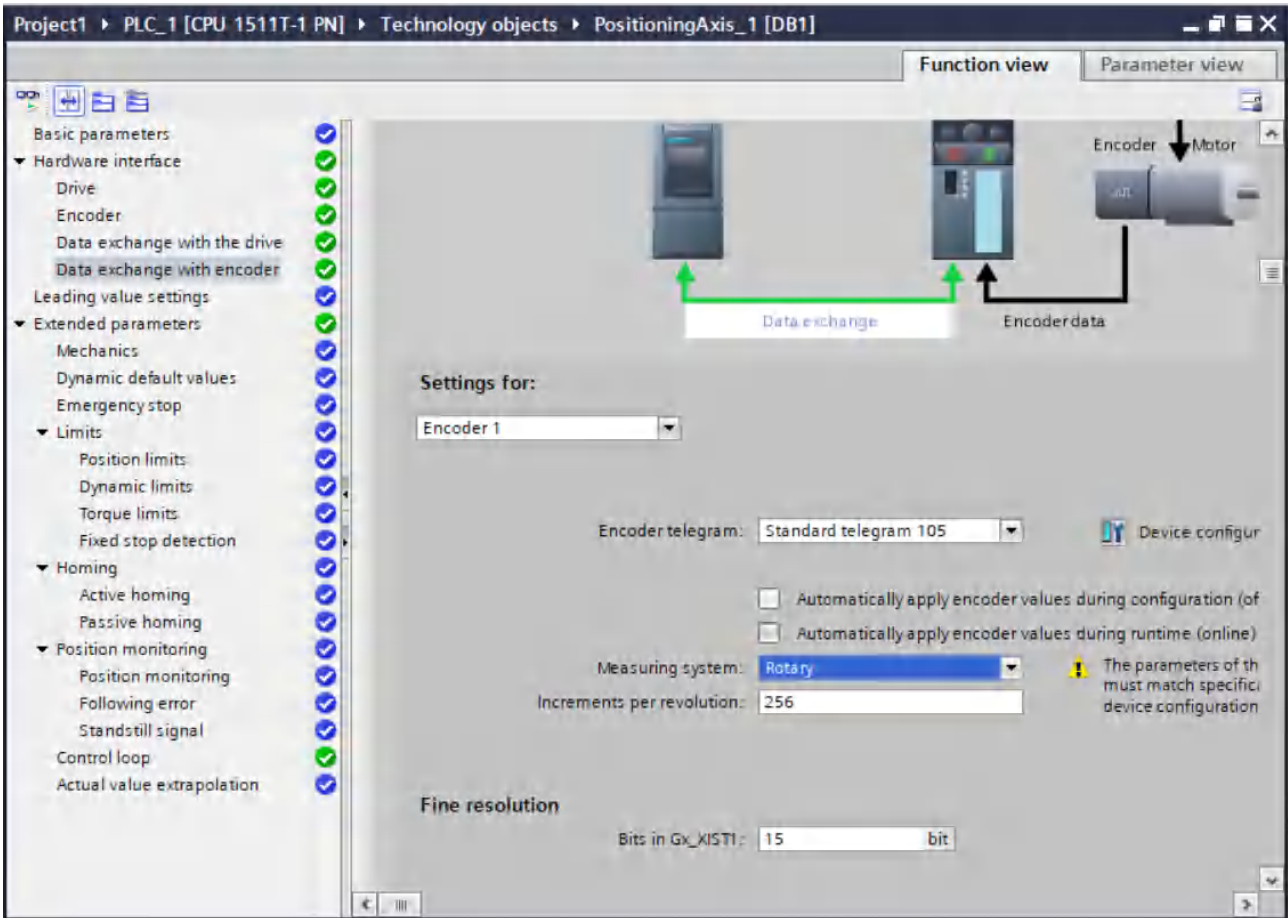 Project1 ▸ PLC_1 [CPU 1511T-1 PN] ▸ Technology objects ▸ PositioningAxis_1 [DB1]
Function view
Parameter view
Basic parameters
Hardware interface
Drive
Encoder
Data exchange with the drive
Data exchange with encoder
Leading value settings
Extended parameters
Mechanics
Dynamic default values
Emergency stop
Limits
Position limits
Dynamic limits
Torque limits
Fixed stop detection
Homing
Active homing
Passive homing
Position monitoring
Position monitoring
Following error
Standstill signal
Control loop
Actual value extrapolation
Encoder Motor
Data exchange
Encoder data
Settings for:
Encoder 1
Encoder telegram: Standard telegram 105
Device configur
Automatically apply encoder values during configuration (of
Automatically apply encoder values during runtime (online)
Measuring system: Rotary
The parameters of th
must match specific
device configuration
Increments per revolution: 256
Fine resolution
Bits in Gx_XIST1: 15 bit